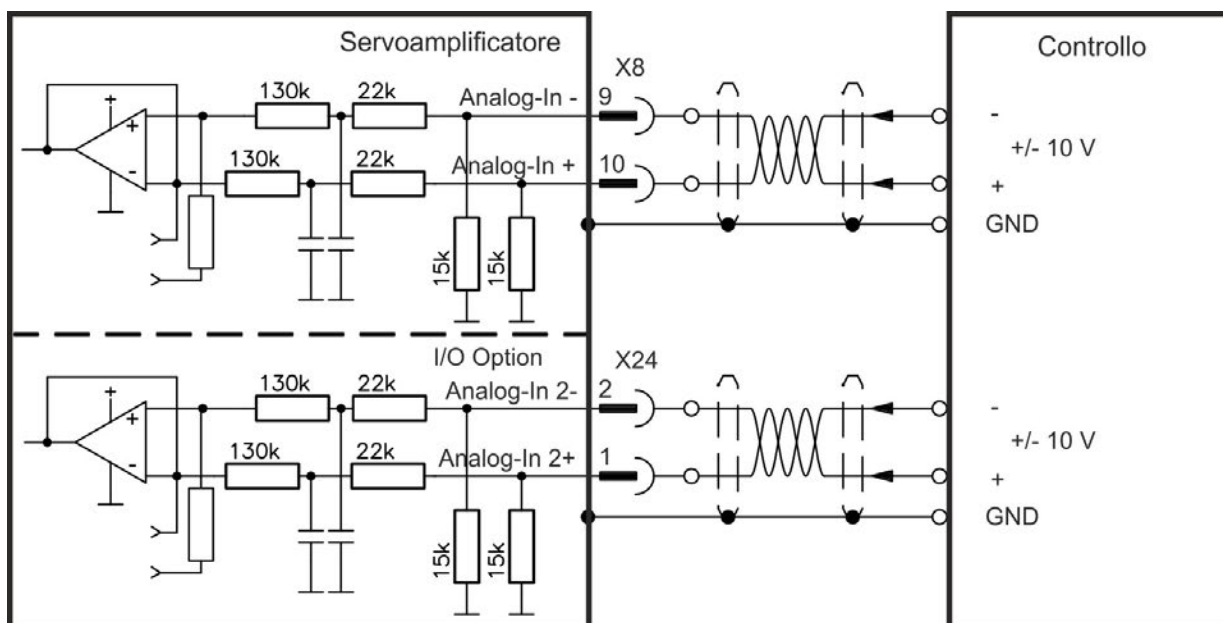 Servoamplificatore
Controllo
X8
130k
22k
Analog-In -
9
-
+/- 10 V
+
+
130k
22k
Analog-In +
10
-
+
GND
15k
15k
I/O Option
X24
130k
22k
Analog-In 2-
2
-
+/- 10 V
+
+
130k
22k
Analog-In 2+
1
-
+
GND
15k
15k